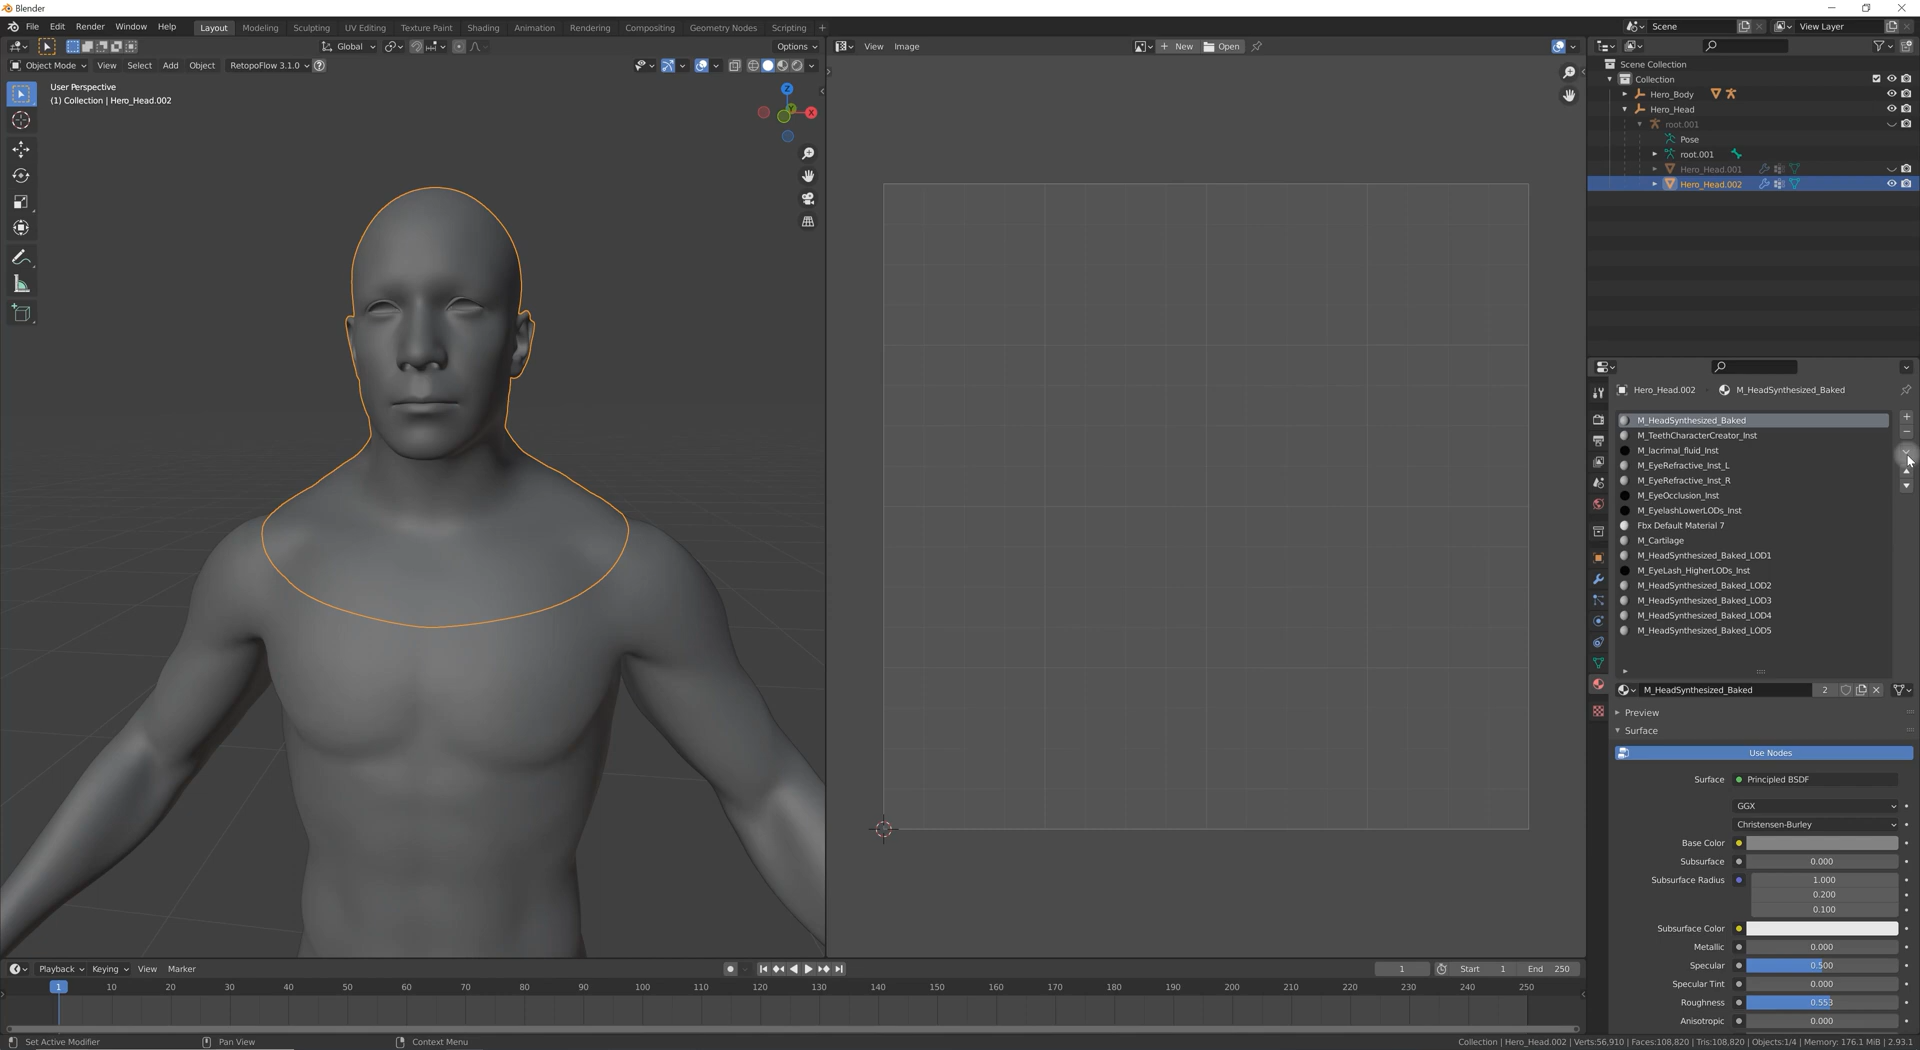 Blender
File Edit Render Window Help
Layout Modeling Sculpting UV Editing Texture Paint Shading Animation Rendering Compositing Geometry Nodes Scripting +
Scene
View Layer
Global
Options
View Image
New
Open
Object Mode View Select Add Object RetopoFlow 3.1.0
User Perspective
(1) Collection | Hero_Head.002
Z
Y
X
Scene Collection
Collection
Hero_Body
Hero_Head
root.001
Pose
root.001
Hero_Head.001
Hero_Head.002
Hero_Head.002
M_HeadSynthesized_Baked
M_HeadSynthesized_Baked
M_TeethCharacterCreator_Inst
M_lacrimal_fluid_Inst
M_EyeRefractive_Inst_L
M_EyeRefractive_Inst_R
M_EyeOcclusion_Inst
M_EyelashLowerLODs_Inst
Fbx Default Material 7
M_Cartilage
M_HeadSynthesized_Baked_LOD1
M_EyeLash_HigherLODs_Inst
M_HeadSynthesized_Baked_LOD2
M_HeadSynthesized_Baked_LOD3
M_HeadSynthesized_Baked_LOD4
M_HeadSynthesized_Baked_LOD5
M_HeadSynthesized_Baked 2
Preview
Surface
Use Nodes
Surface Principled BSDF
GGX
Christensen-Burley
Base Color
Subsurface 0.000
Subsurface Radius 1.000
0.200
0.100
Subsurface Color
Metallic 0.000
Specular 0.500
Specular Tint 0.000
Roughness 0.553
Anisotropic 0.000
Playback Keying View Marker
1 Start 1 End 250
1 10 20 30 40 50 60 70 80 90 100 110 120 130 140 150 160 170 180 190 200 210 220 230 240 250
Set Active Modifier Pan View Context Menu
Collection | Hero_Head.002 | Verts:56,910 | Faces:108,820 | Tris:108,820 | Objects:1/4 | Memory: 176.1 MiB | 2.93.1